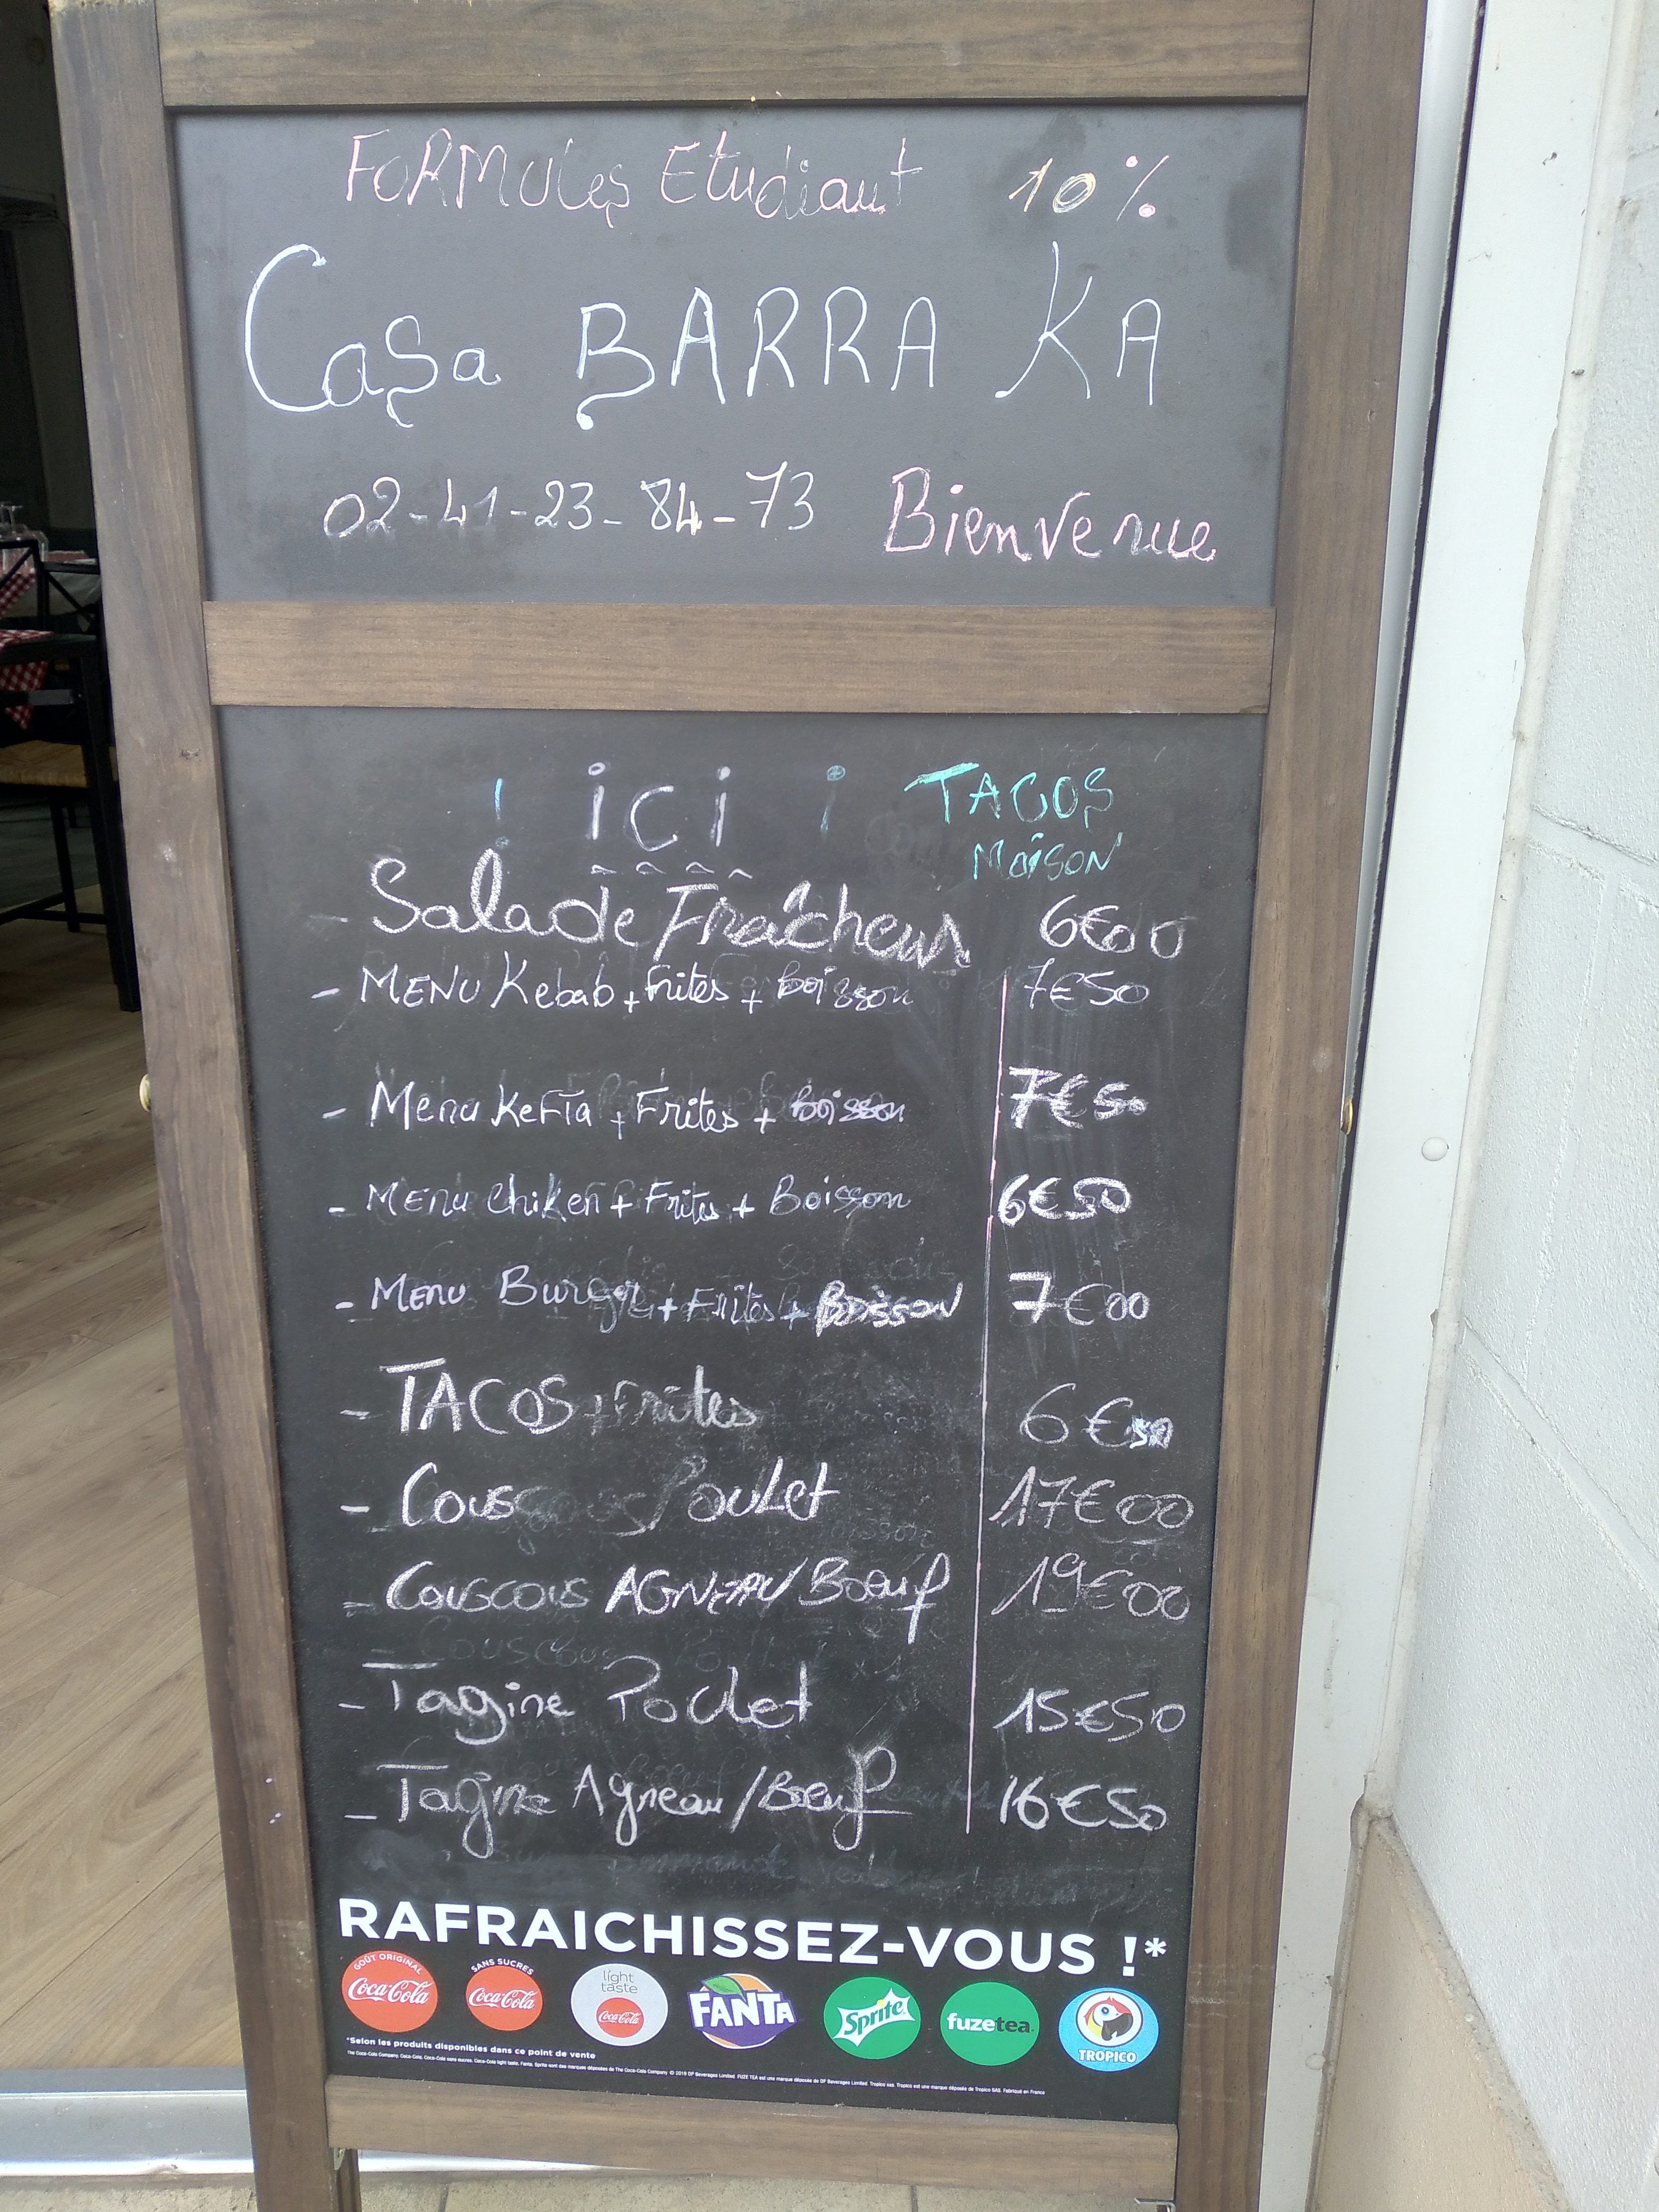 FORMULES Etudiant 10%
Casa BARRA KA
02-41-23-84-73 Bienvenue
! ici ! TACOS
Maison
- Salade Fraîcheur 6€00
- MENU Kebab + Frites + Boisson 7€50
- Menu KeFTa + Frites + Boisson 7€50
- MENU Chiken + Frites + Boisson 6€50
- Menu Burger + Frites + BOISSON 7€00
- TACOS + Frites 6€50
- Couscous Poulet 17€00
- Couscous AGNEAU/Boeuf 19€00
- Tagine Poulet 15€50
- Tagine Agneau/Boeuf 16€50
RAFRAICHISSEZ-VOUS !*
GOÛT ORIGINAL Coca-Cola
SANS SUCRES Coca-Cola
light taste Coca-Cola
FANTA
Sprite
fuzetea
TROPICO
*Selon les produits disponibles dans ce point de vente